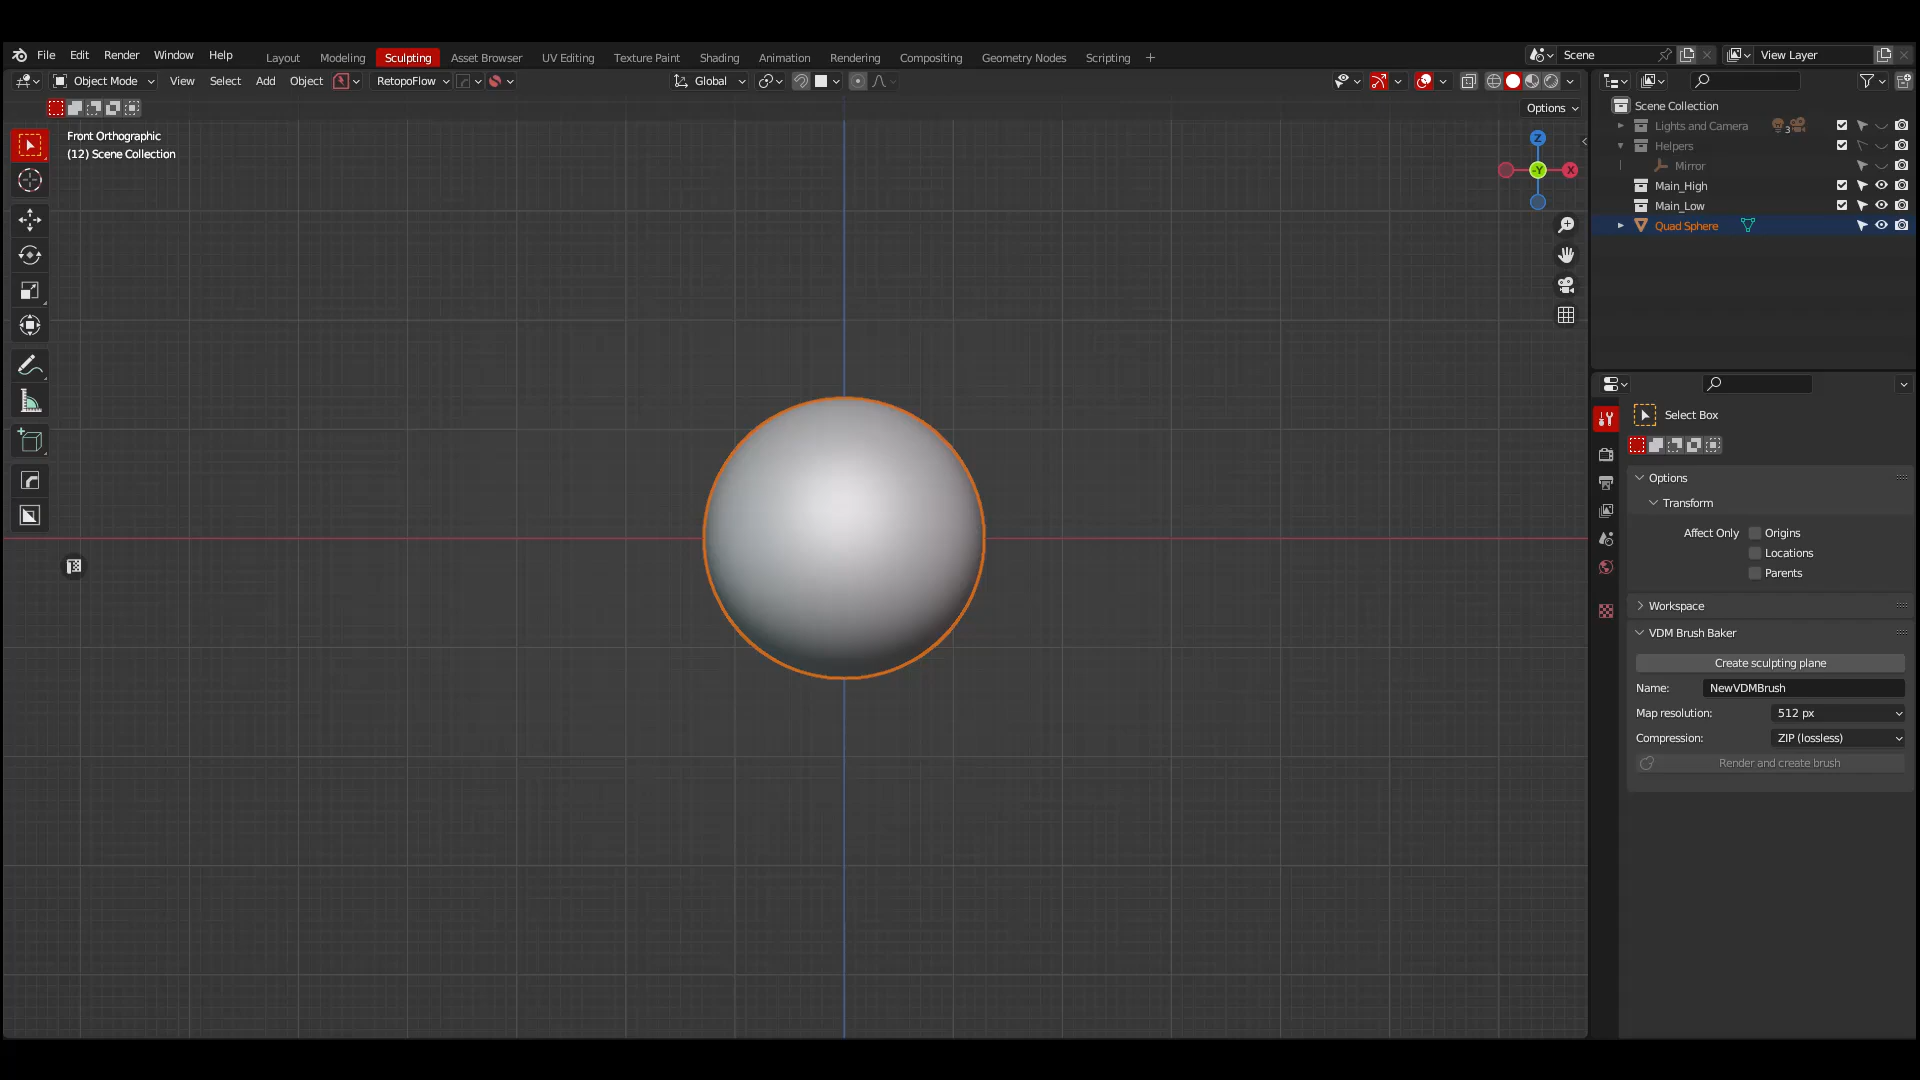 File Edit Render Window Help Layout Modeling Sculpting Asset Browser UV Editing Texture Paint Shading Animation Rendering Compositing Geometry Nodes Scripting + Scene View Layer
Object Mode View Select Add Object RetopoFlow Global
Options
Front Orthographic
(12) Scene Collection
Z
-Y
X
Scene Collection
Lights and Camera 3
Helpers
Mirror
Main_High
Main_Low
Quad Sphere
Select Box
Options
Transform
Affect Only Origins
Locations
Parents
Workspace
VDM Brush Baker
Create sculpting plane
Name: NewVDMBrush
Map resolution: 512 px
Compression: ZIP (lossless)
Render and create brush